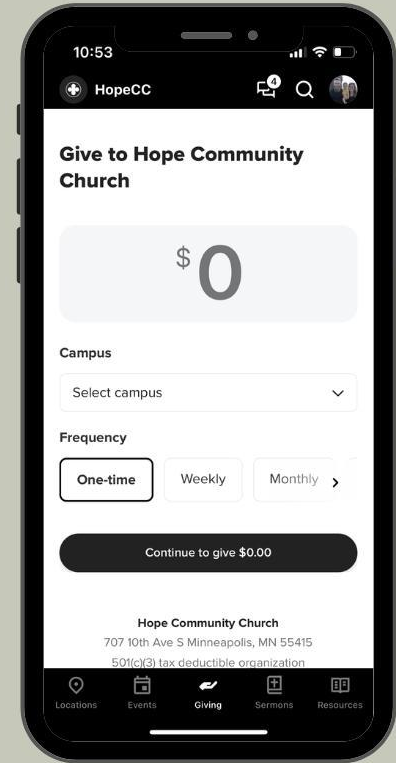 10:53
HopeCC
4
Give to Hope Community
Church
$0
Campus
Select campus
Frequency
One-time Weekly Monthly
Continue to give $0.00
Hope Community Church
707 10th Ave S Minneapolis, MN 55415
501(c)(3) tax deductible organization
Locations Events Giving Sermons Resources